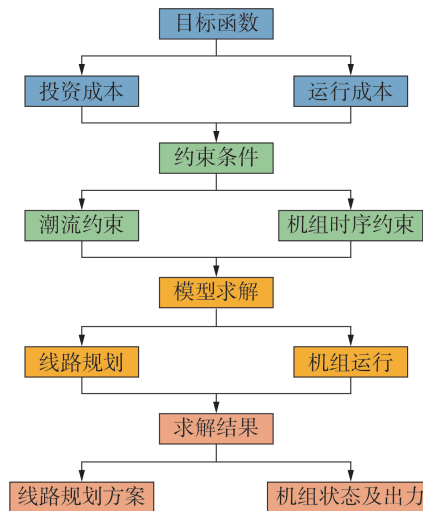 目标函数
投资成本
运行成本
约束条件
潮流约束
机组时序约束
模型求解
线路规划
机组运行
求解结果
线路规划方案
机组状态及出力